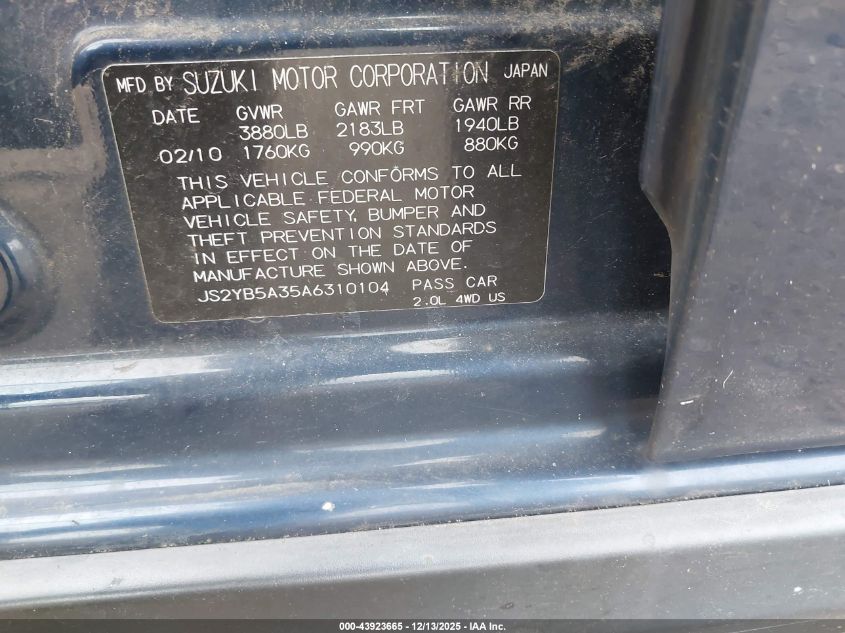 MFD BY SUZUKI MOTOR CORPORATION JAPAN
DATE GVWR GAWR FRT GAWR RR
3880LB 2183LB 1940LB
02/10 1760KG 990KG 880KG
THIS VEHICLE CONFORMS TO ALL
APPLICABLE FEDERAL MOTOR
VEHICLE SAFETY, BUMPER AND
THEFT PREVENTION STANDARDS
IN EFFECT ON THE DATE OF
MANUFACTURE SHOWN ABOVE.
JS2YB5A35A6310104 PASS CAR
2.0L 4WD US
000-43923665 - 12/13/2025 - IAA Inc.